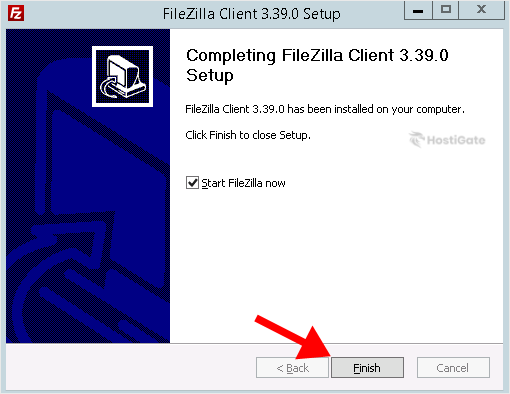 FileZilla Client 3.39.0 Setup
Completing FileZilla Client 3.39.0
Setup
FileZilla Client 3.39.0 has been installed on your computer.
Click Finish to close Setup.
HostiGate
Start FileZilla now
< Back
Finish
Cancel